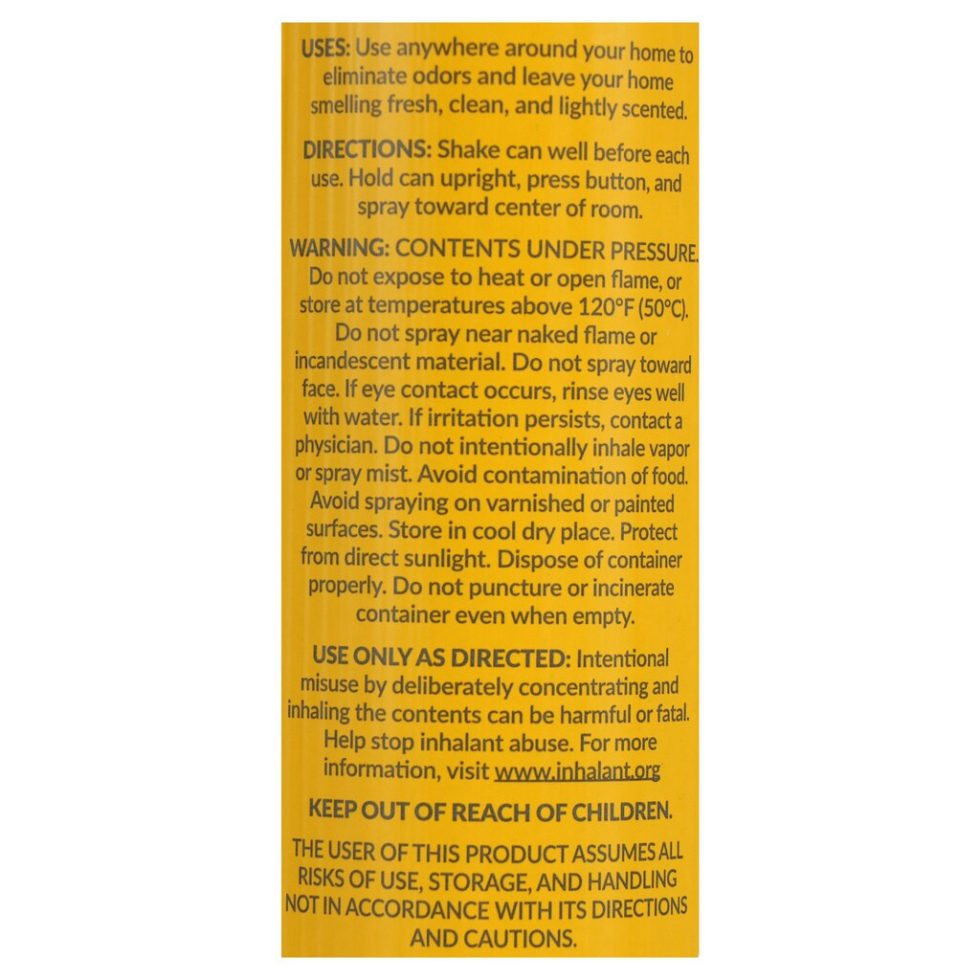 USES: Use anywhere around your home to
eliminate odors and leave your home
smelling fresh, clean, and lightly scented.
DIRECTIONS: Shake can well before each
use. Hold can upright, press button, and
spray toward center of room.
WARNING: CONTENTS UNDER PRESSURE.
Do not expose to heat or open flame, or
store at temperatures above 120°F (50°C).
Do not spray near naked flame or
incandescent material. Do not spray toward
face. If eye contact occurs, rinse eyes well
with water. If irritation persists, contact a
physician. Do not intentionally inhale vapor
or spray mist. Avoid contamination of food.
Avoid spraying on varnished or painted
surfaces. Store in cool dry place. Protect
from direct sunlight. Dispose of container
properly. Do not puncture or incinerate
container even when empty.
USE ONLY AS DIRECTED: Intentional
misuse by deliberately concentrating and
inhaling the contents can be harmful or fatal.
Help stop inhalant abuse. For more
information, visit www.inhalant.org
KEEP OUT OF REACH OF CHILDREN.
THE USER OF THIS PRODUCT ASSUMES ALL
RISKS OF USE, STORAGE, AND HANDLING
NOT IN ACCORDANCE WITH ITS DIRECTIONS
AND CAUTIONS.